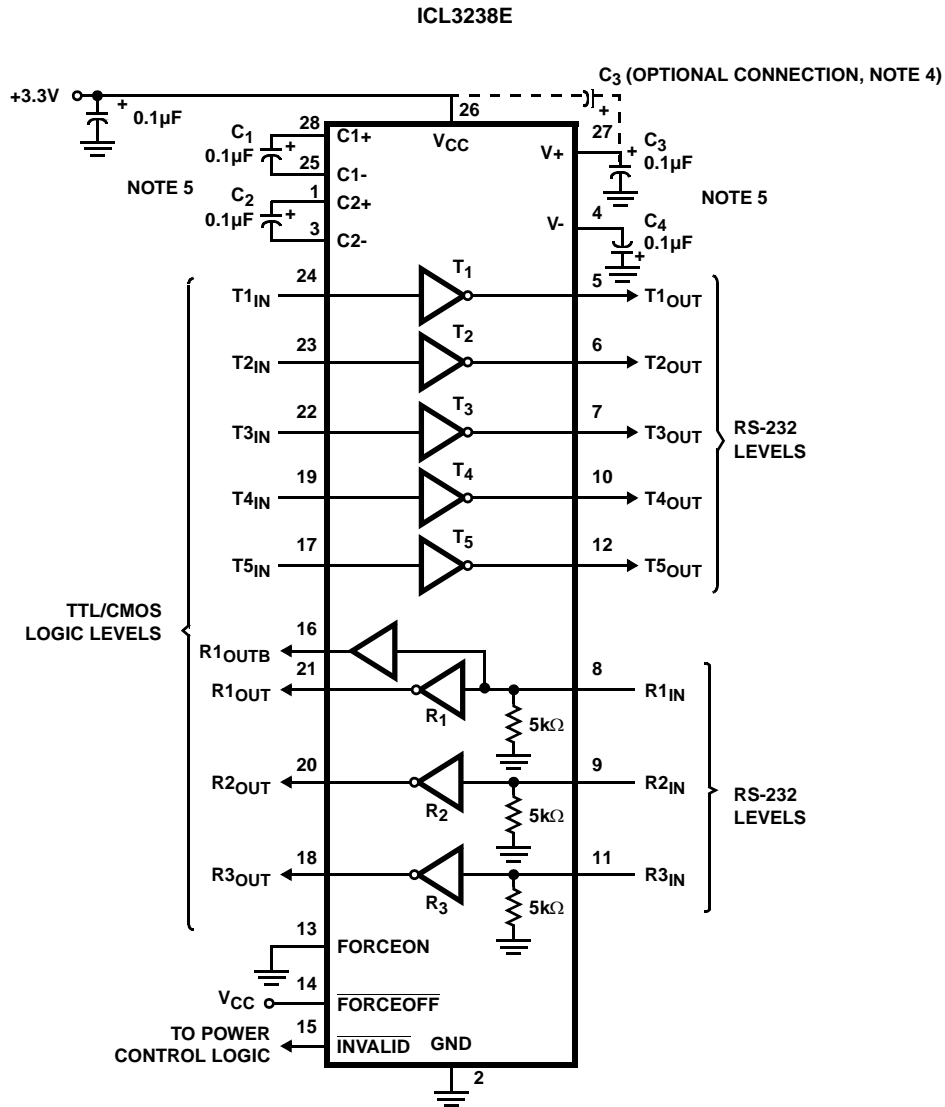 ICL3238E
C3 (OPTIONAL CONNECTION, NOTE 4)
+3.3V
+
0.1µF
26
VCC
+
28
C1+
C1
0.1µF
+
25
C1-
NOTE 5
1
C2+
C2
0.1µF
+
3
C2-
27
V+
+
C3
0.1µF
NOTE 5
4
V-
C4
0.1µF
+
T1IN
24
T1
5
T1OUT
T2IN
23
T2
6
T2OUT
T3IN
22
T3
7
T3OUT
RS-232
LEVELS
T4IN
19
T4
10
T4OUT
T5IN
17
T5
12
T5OUT
TTL/CMOS
LOGIC LEVELS
R1OUTB
16
R1OUT
21
R1
8
R1IN
5kΩ
R2OUT
20
R2
9
R2IN
5kΩ
RS-232
LEVELS
R3OUT
18
R3
11
R3IN
5kΩ
13
FORCEON
VCC
14
FORCEOFF
TO POWER
CONTROL LOGIC
15
INVALID
GND
2